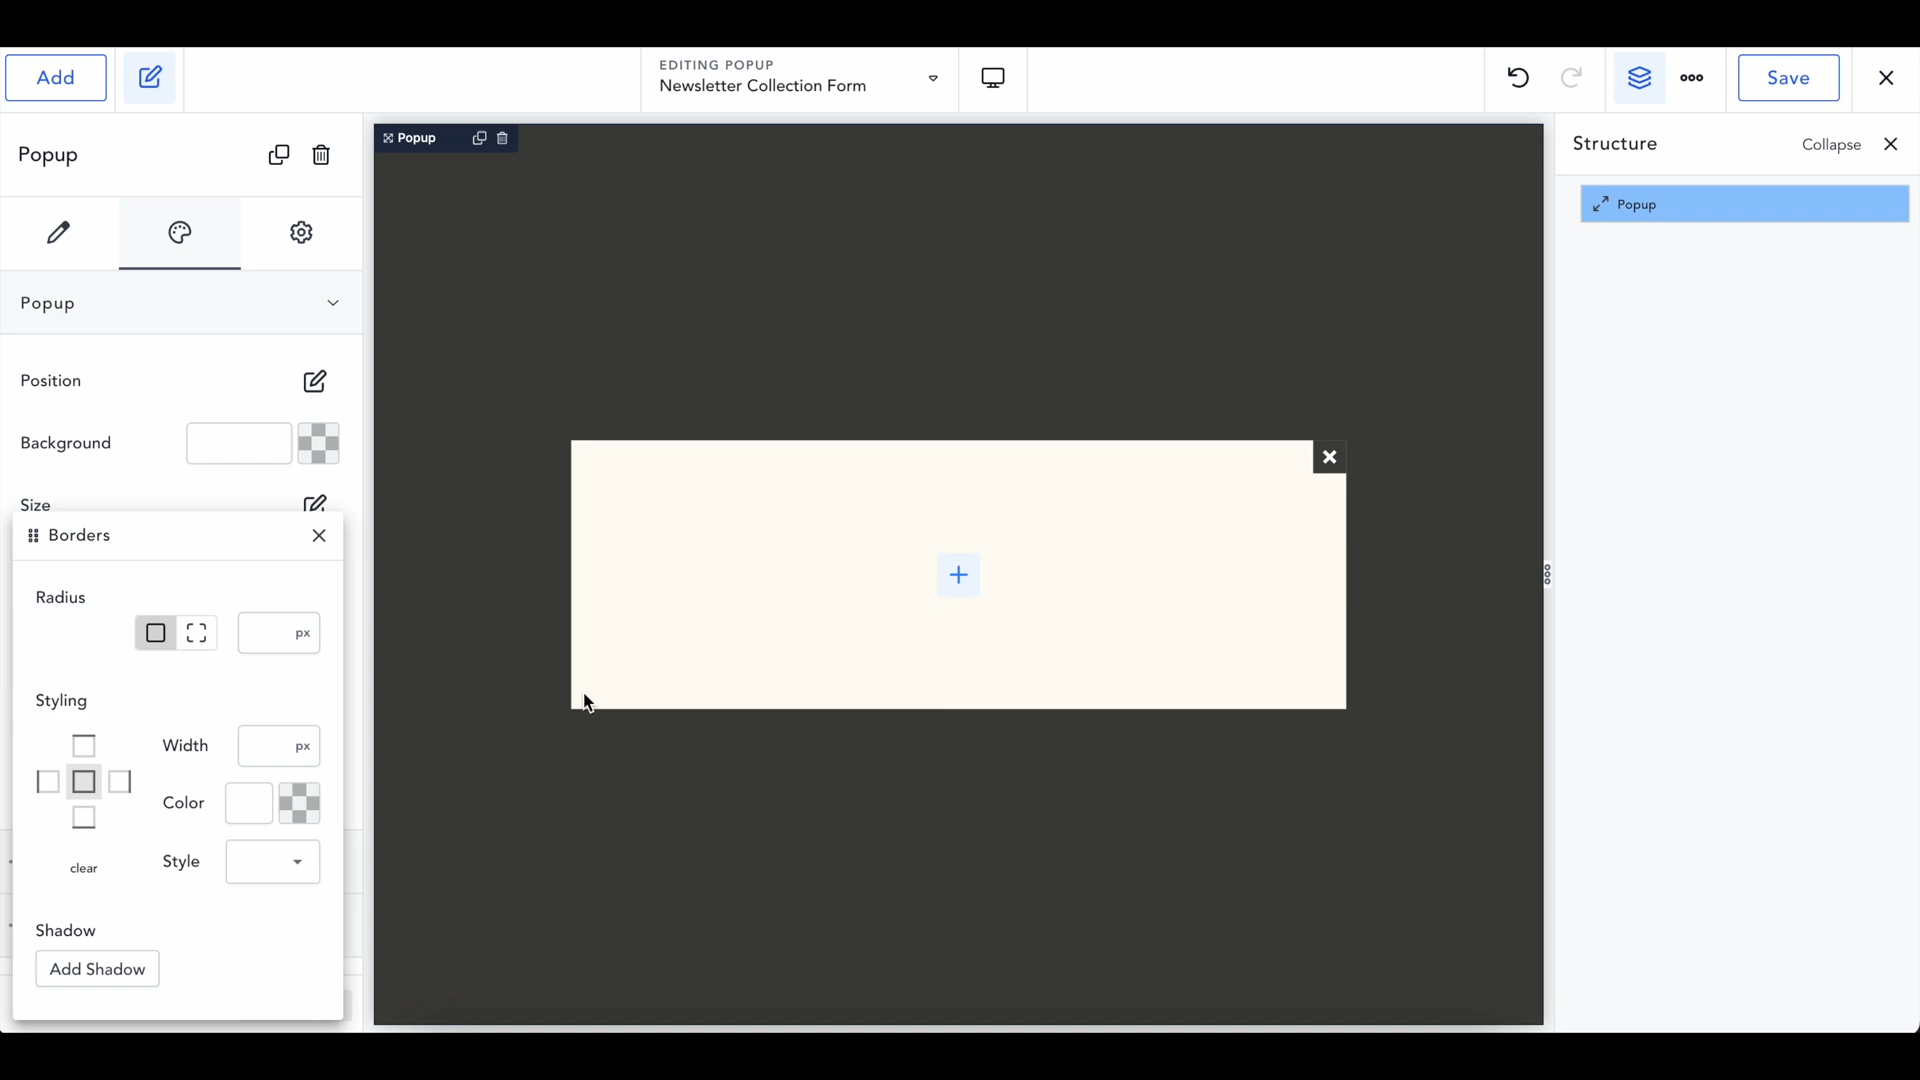 Add
EDITING POPUP
Newsletter Collection Form
Save
Popup
Popup
Structure
Collapse
Popup
Popup
Position
Background
Size
Borders
Radius
px
Styling
Width
px
Color
Style
clear
Shadow
Add Shadow